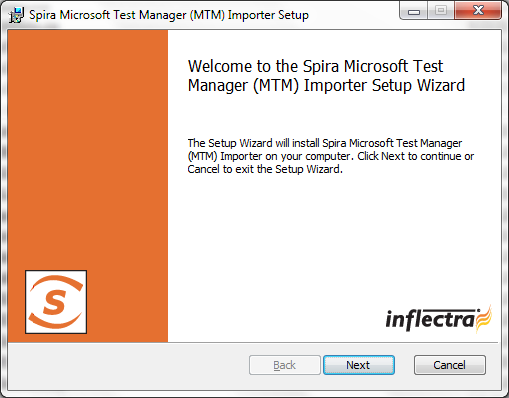 Spira Microsoft Test Manager (MTM) Importer Setup
Welcome to the Spira Microsoft Test
Manager (MTM) Importer Setup Wizard
The Setup Wizard will install Spira Microsoft Test Manager
(MTM) Importer on your computer. Click Next to continue or
Cancel to exit the Setup Wizard.
S
inflectra
Back
Next
Cancel